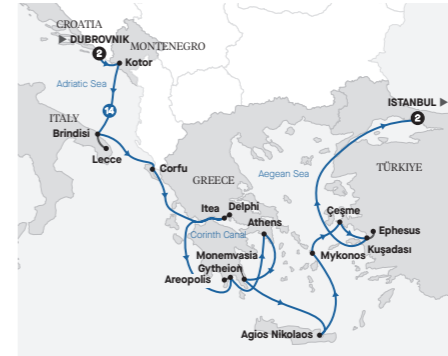 CROATIA
▶ DUBROVNIK
2
MONTENEGRO
Kotor
Adriatic Sea
14
ISTANBUL ▶
2
ITALY
Brindisi
Lecce
Corfu
TÜRKIYE
GREECE
Aegean Sea
Itea
Delphi
Çeşme
Athens
Ephesus
Corinth Canal
Kuşadası
Monemvasia
Mykonos
Gytheion
Areopolis
Agios Nikolaos